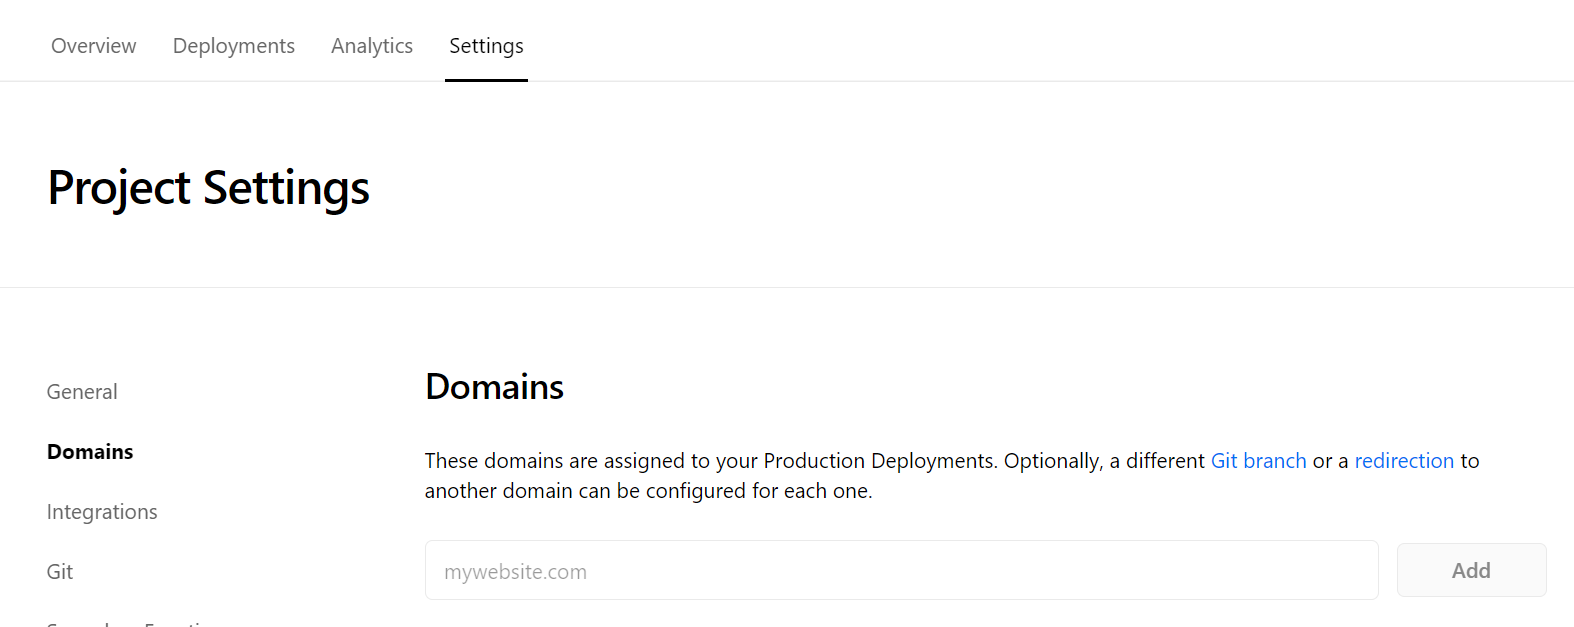 Overview Deployments Analytics Settings
Project Settings
General
Domains
Integrations
Git
Domains
These domains are assigned to your Production Deployments. Optionally, a different Git branch or a redirection to
another domain can be configured for each one.
mywebsite.com
Add